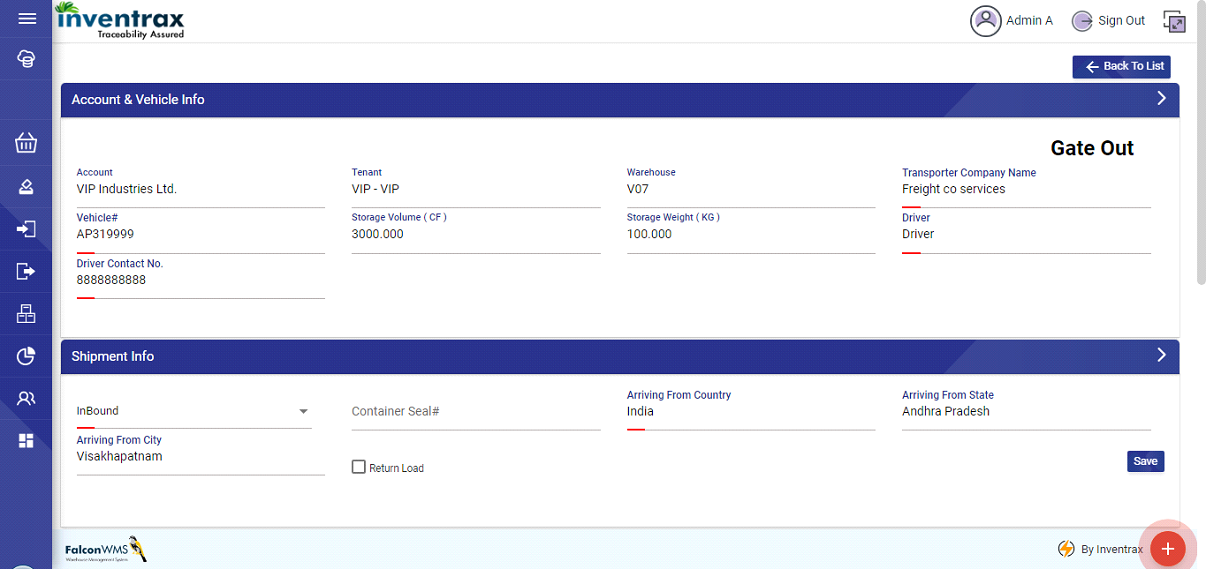 inventrax
Traceability Assured
Admin A
Sign Out
Back To List
Account & Vehicle Info
Gate Out
Account
Tenant
Warehouse
Transporter Company Name
VIP Industries Ltd.
VIP - VIP
V07
Freight co services
Vehicle#
Storage Volume ( CF )
Storage Weight ( KG )
Driver
AP319999
3000.000
100.000
Driver
Driver Contact No.
8888888888
Shipment Info
Arriving From Country
Arriving From State
InBound
Container Seal#
India
Andhra Pradesh
Arriving From City
Visakhapatnam
Return Load
Save
FalconWMS
Warehouse Management System
By Inventrax